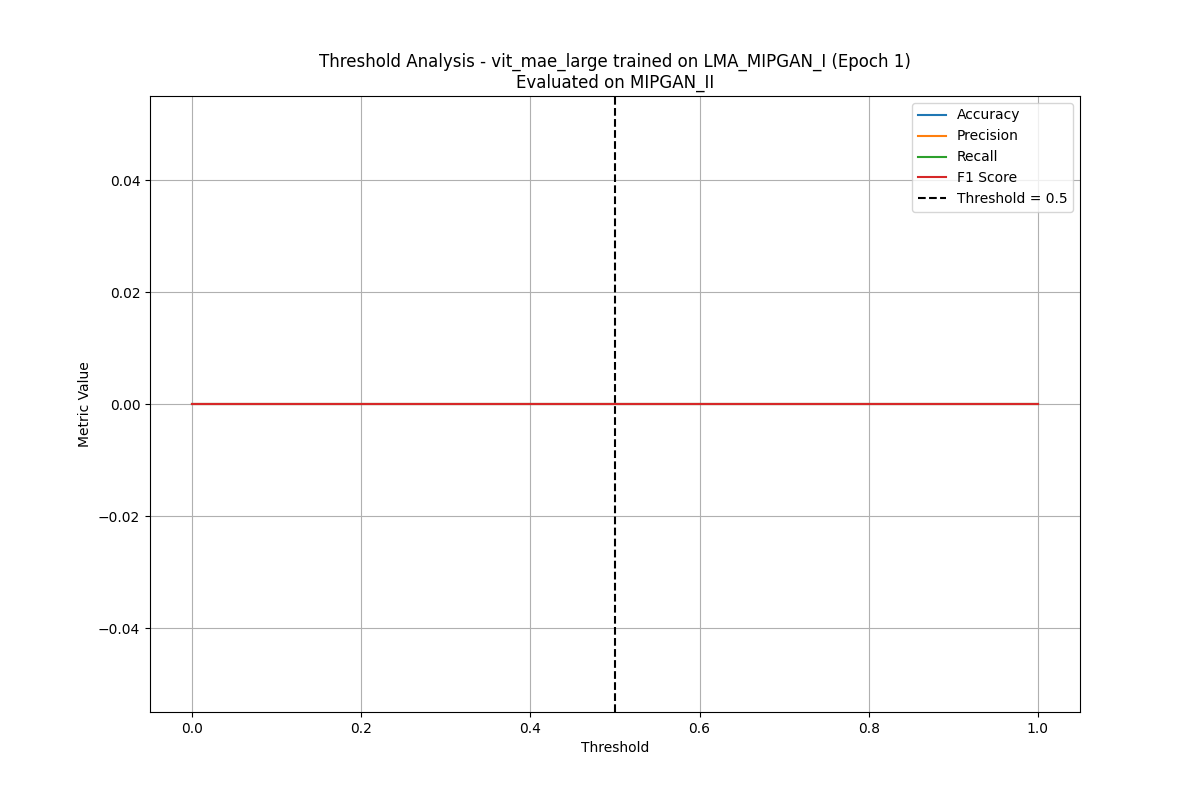 Threshold Analysis - vit_mae_large trained on LMA_MIPGAN_I (Epoch 1)
Evaluated on MIPGAN_II
Accuracy
Precision
Recall
F1 Score
Threshold = 0.5
0.04
0.02
0.00
−0.02
−0.04
Metric Value
0.0 0.2 0.4 0.6 0.8 1.0
Threshold